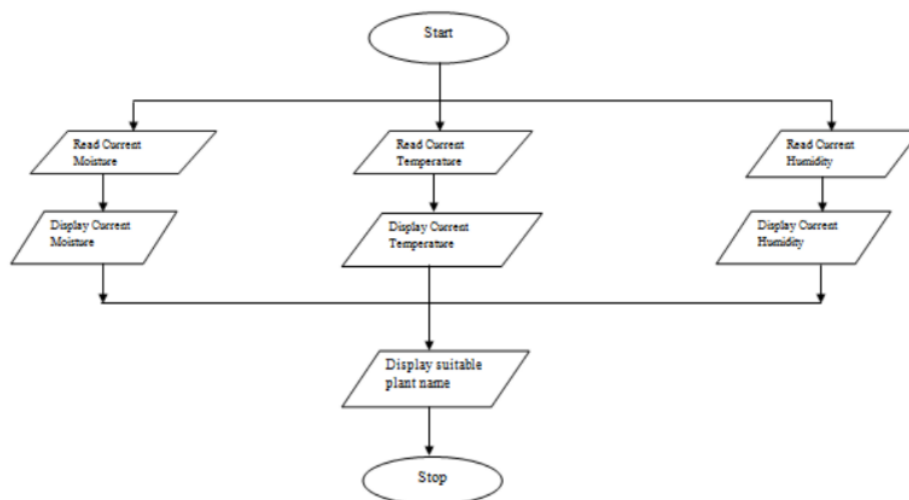 Start
Read Current
Moisture
Read Current
Temperature
Read Current
Humidity
Display Current
Moisture
Display Current
Temperature
Display Current
Humidity
Display suitable
plant name
Stop